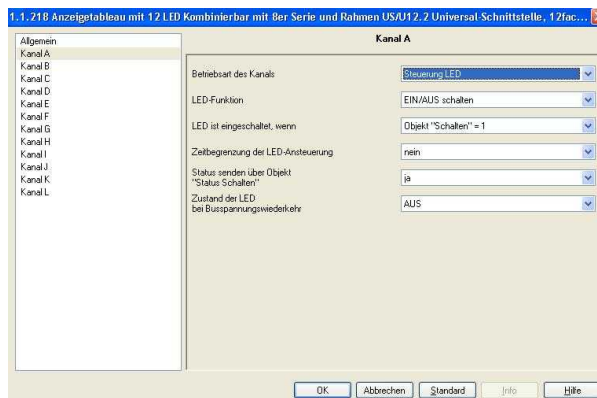 1.1.218 Anzeigetableau mit 12 LED Kombinierbar mit 8er Serie und Rahmen US/U12.2 Universal-Schnittstelle, 12fac...
Allgemein
Kanal A
Kanal B
Kanal C
Kanal D
Kanal E
Kanal F
Kanal G
Kanal H
Kanal I
Kanal J
Kanal K
Kanal L
Kanal A
Betriebsart des Kanals
Steuerung LED
LED-Funktion
EIN/AUS schalten
LED ist eingeschaltet, wenn
Objekt "Schalten" = 1
Zeitbegrenzung der LED-Ansteuerung
nein
Status senden über Objekt
"Status Schalten"
ja
Zustand der LED
bei Busspannungswiederkehr
AUS
OK
Abbrechen
Standard
Info
Hilfe